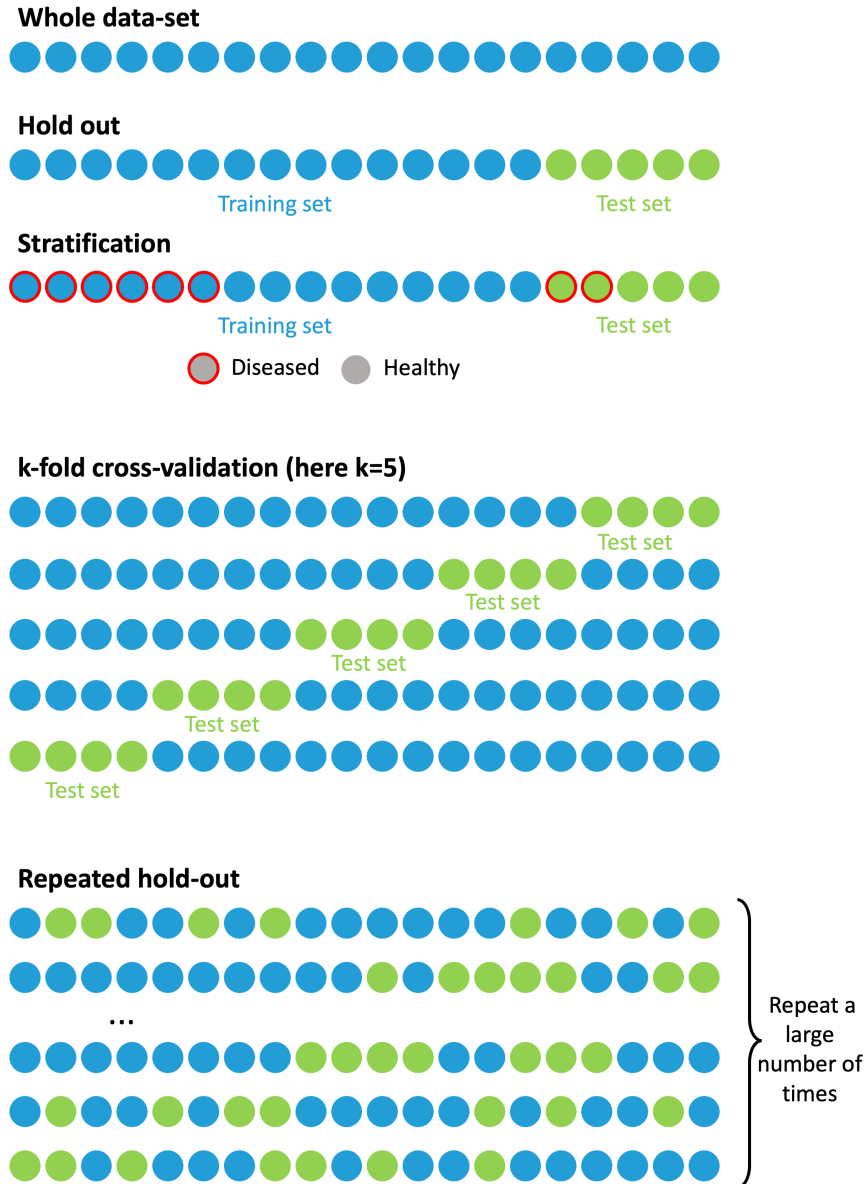 Whole data-set
Hold out
Training set
Test set
Stratification
Training set
Test set
Diseased
Healthy
k-fold cross-validation (here k=5)
Test set
Test set
Test set
Test set
Test set
Repeated hold-out
...
Repeat a
large
number of
times